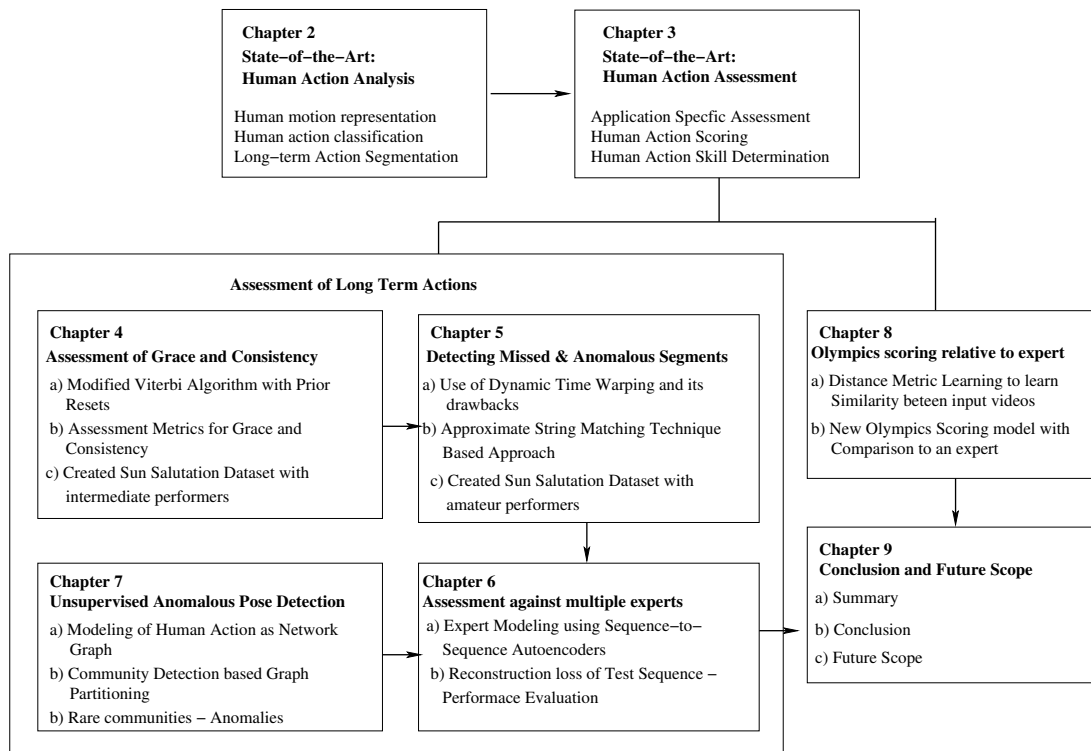 Chapter 2
State−of−the−Art:
Human Action Analysis
Human motion representation
Human action classification
Long−term Action Segmentation
Chapter 3
State−of−the−Art:
Human Action Assessment
Application Specfic Assessment
Human Action Scoring
Human Action Skill Determination
Assessment of Long Term Actions
Chapter 4
Assessment of Grace and Consistency
a) Modified Viterbi Algorithm with Prior
Resets
b) Assessment Metrics for Grace and
Consistency
c) Created Sun Salutation Dataset with
intermediate performers
Chapter 5
Detecting Missed & Anomalous Segments
a) Use of Dynamic Time Warping and its
drawbacks
b) Approximate String Matching Technique
Based Approach
c) Created Sun Salutation Dataset with
amateur performers
Chapter 8
Olympics scoring relative to expert
a) Distance Metric Learning to learn
Similarity beteen input videos
b) New Olympics Scoring model with
Comparison to an expert
Chapter 7
Unsupervised Anomalous Pose Detection
a) Modeling of Human Action as Network
Graph
b) Community Detection based Graph
Partitioning
b) Rare communities − Anomalies
Chapter 6
Assessment against multiple experts
a) Expert Modeling using Sequence−to−
Sequence Autoencoders
b) Reconstruction loss of Test Sequence −
Performace Evaluation
Chapter 9
Conclusion and Future Scope
a) Summary
b) Conclusion
c) Future Scope